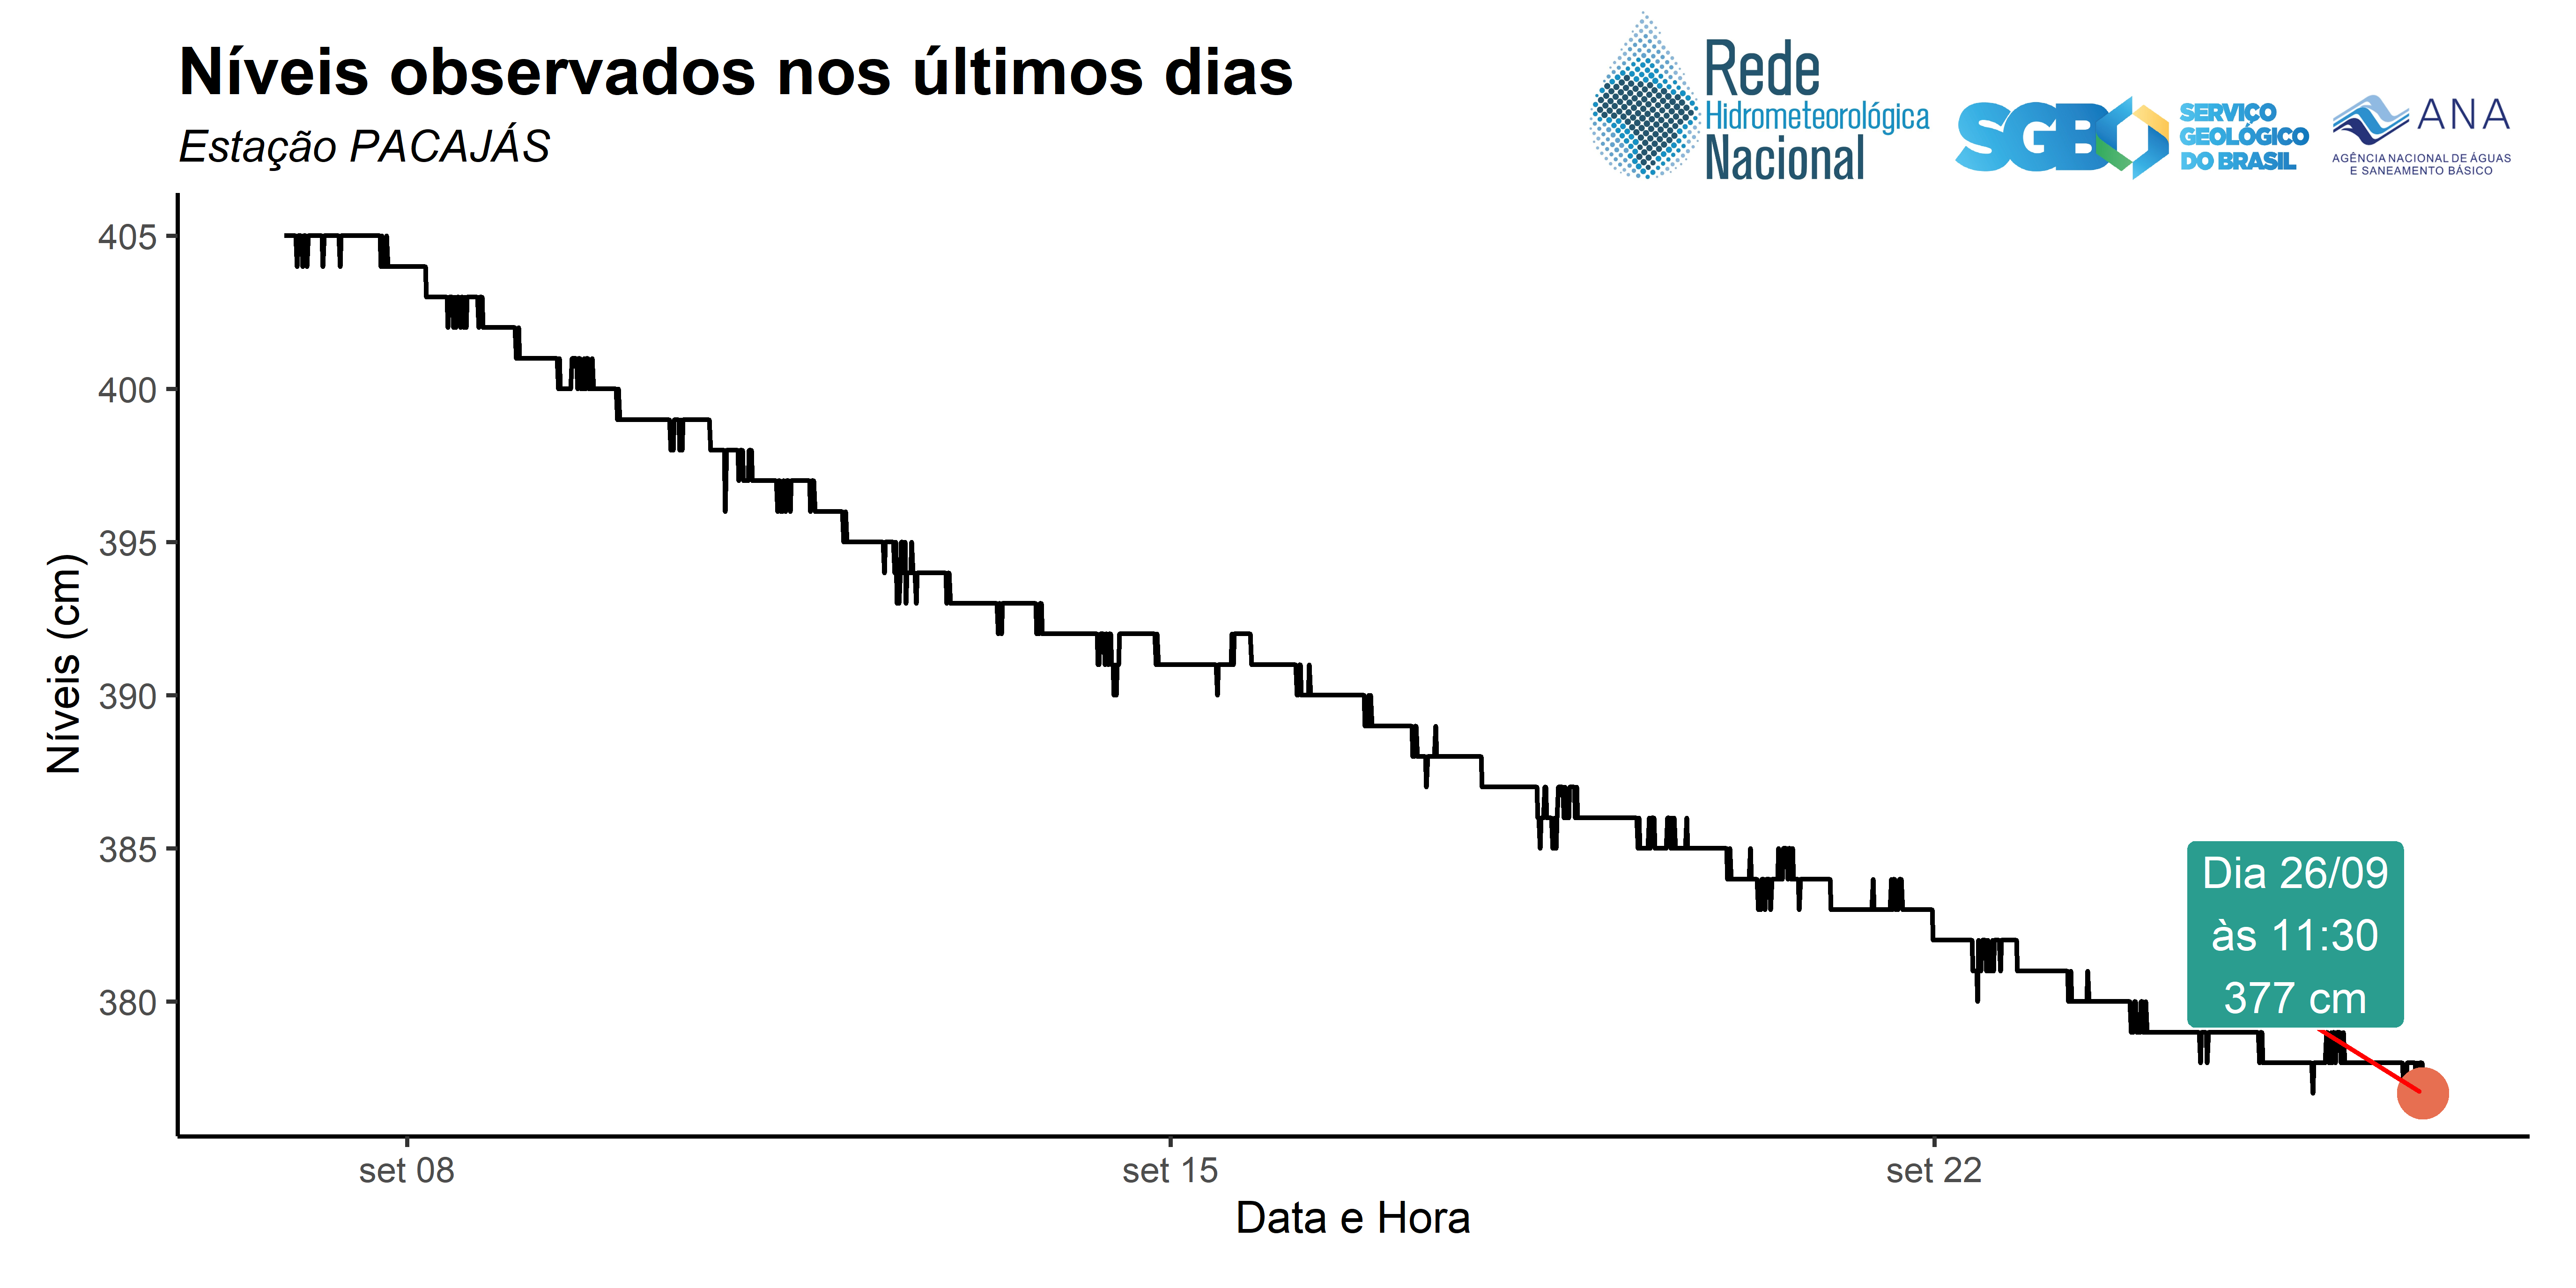 Níveis observados nos últimos dias
Estação PACAJÁS
Rede
Hidrometeorológica
Nacional
SGB
SERVIÇO
GEOLÓGICO
DO BRASIL
ANA
AGÊNCIA NACIONAL DE ÁGUAS
E SANEAMENTO BÁSICO
405
400
395
390
385
380
Níveis (cm)
Dia 26/09
às 11:30
377 cm
set 08
set 15
set 22
Data e Hora